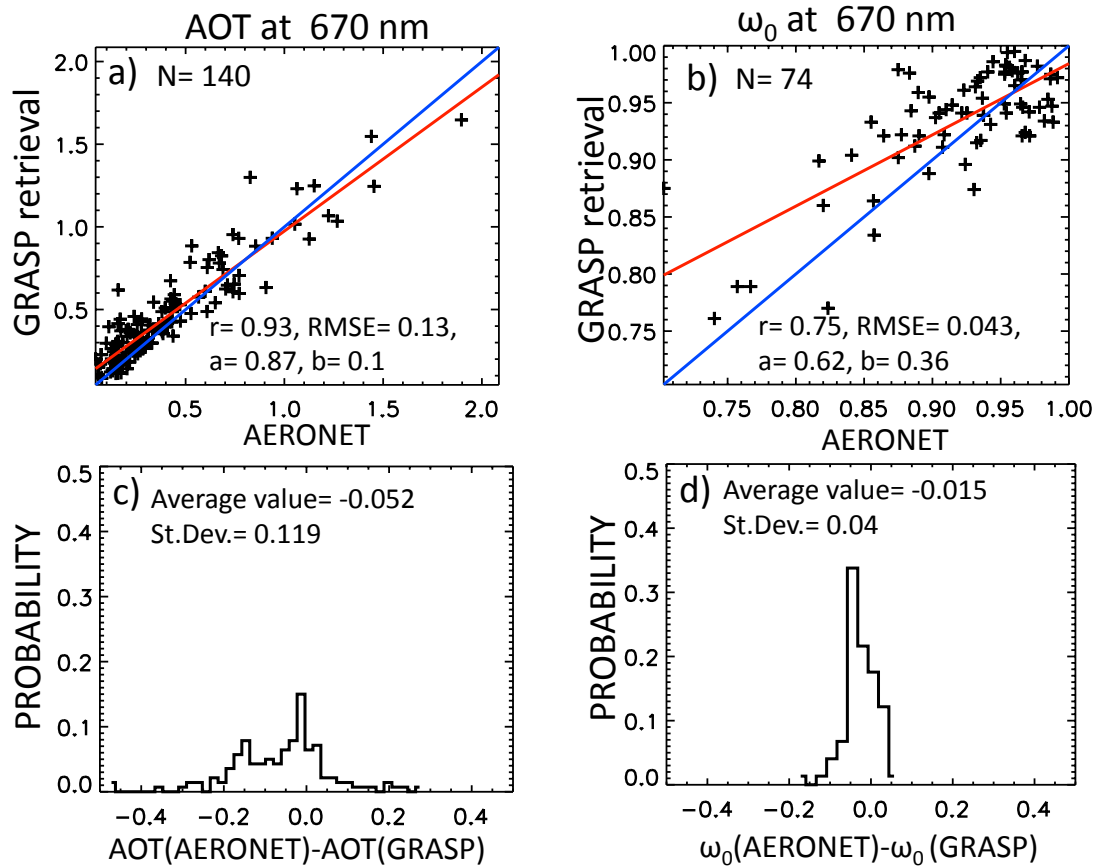 AOT at 670 nm
a) N= 140
GRASP retrieval
2.0
1.5
1.0
0.5
r= 0.93, RMSE= 0.13,
a= 0.87, b= 0.1
0.5 1.0 1.5 2.0
AERONET
ω₀ at 670 nm
b) N= 74
GRASP retrieval
1.00
0.95
0.90
0.85
0.80
0.75
r= 0.75, RMSE= 0.043,
a= 0.62, b= 0.36
0.75 0.80 0.85 0.90 0.95 1.00
AERONET
c) Average value= -0.052
St.Dev.= 0.119
PROBABILITY
0.5
0.4
0.3
0.2
0.1
0.0
−0.4 −0.2 0.0 0.2 0.4
AOT(AERONET)-AOT(GRASP)
d) Average value= -0.015
St.Dev.= 0.04
PROBABILITY
0.5
0.4
0.3
0.2
0.1
0.0
−0.4 −0.2 0.0 0.2 0.4
ω₀(AERONET)-ω₀ (GRASP)